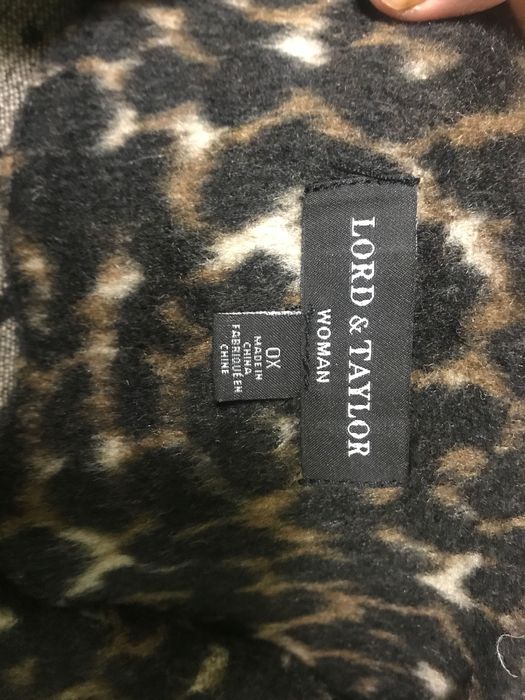 LORD & TAYLOR
WOMAN
0X
MADE IN
CHINA
FABRIQUÉ EN
CHINE